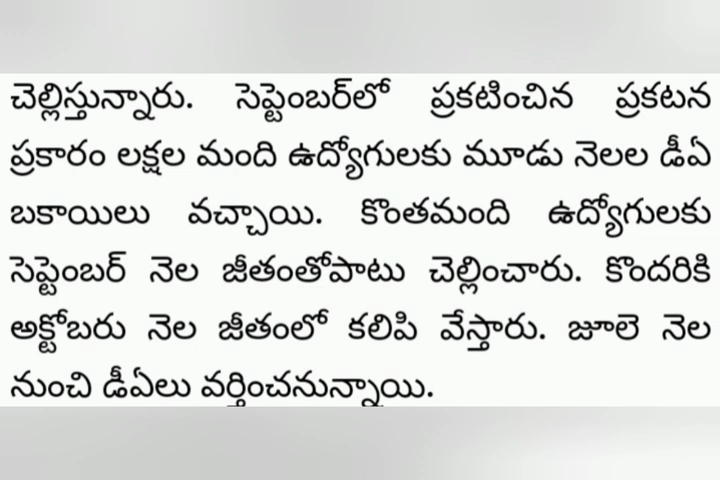 చెల్లిస్తున్నారు. సెప్టెంబర్‌లో ప్రకటించిన ప్రకటన
ప్రకారం లక్షల మంది ఉద్యోగులకు మూడు నెలల డీఏ
బకాయిలు వచ్చాయి. కొంతమంది ఉద్యోగులకు
సెప్టెంబర్ నెల జీతంతోపాటు చెల్లించారు. కొందరికి
అక్టోబరు నెల జీతంలో కలిపి వేస్తారు. జూలై నెల
నుంచి డీఏలు వర్తించనున్నాయి.